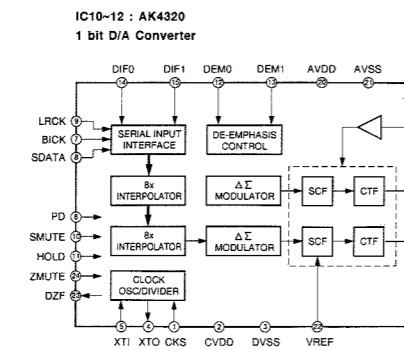 IC10~12 : AK4320
1 bit D/A Converter
DIF0 DIF1 DEM0 DEM1 AVDD AVSS
14 15 12 13 20 21
LRCK 9
BICK 7
SDATA 8
SERIAL INPUT
INTERFACE
DE-EMPHASIS
CONTROL
8x
INTERPOLATOR
ΔΣ
MODULATOR
SCF
CTF
PD 6
SMUTE 10
HOLD 11
ZMUTE 24
DZF 23
8x
INTERPOLATOR
ΔΣ
MODULATOR
SCF
CTF
CLOCK
OSC/DIVIDER
5 4 1 2 3 22
XTI XTO CKS CVDD DVSS VREF